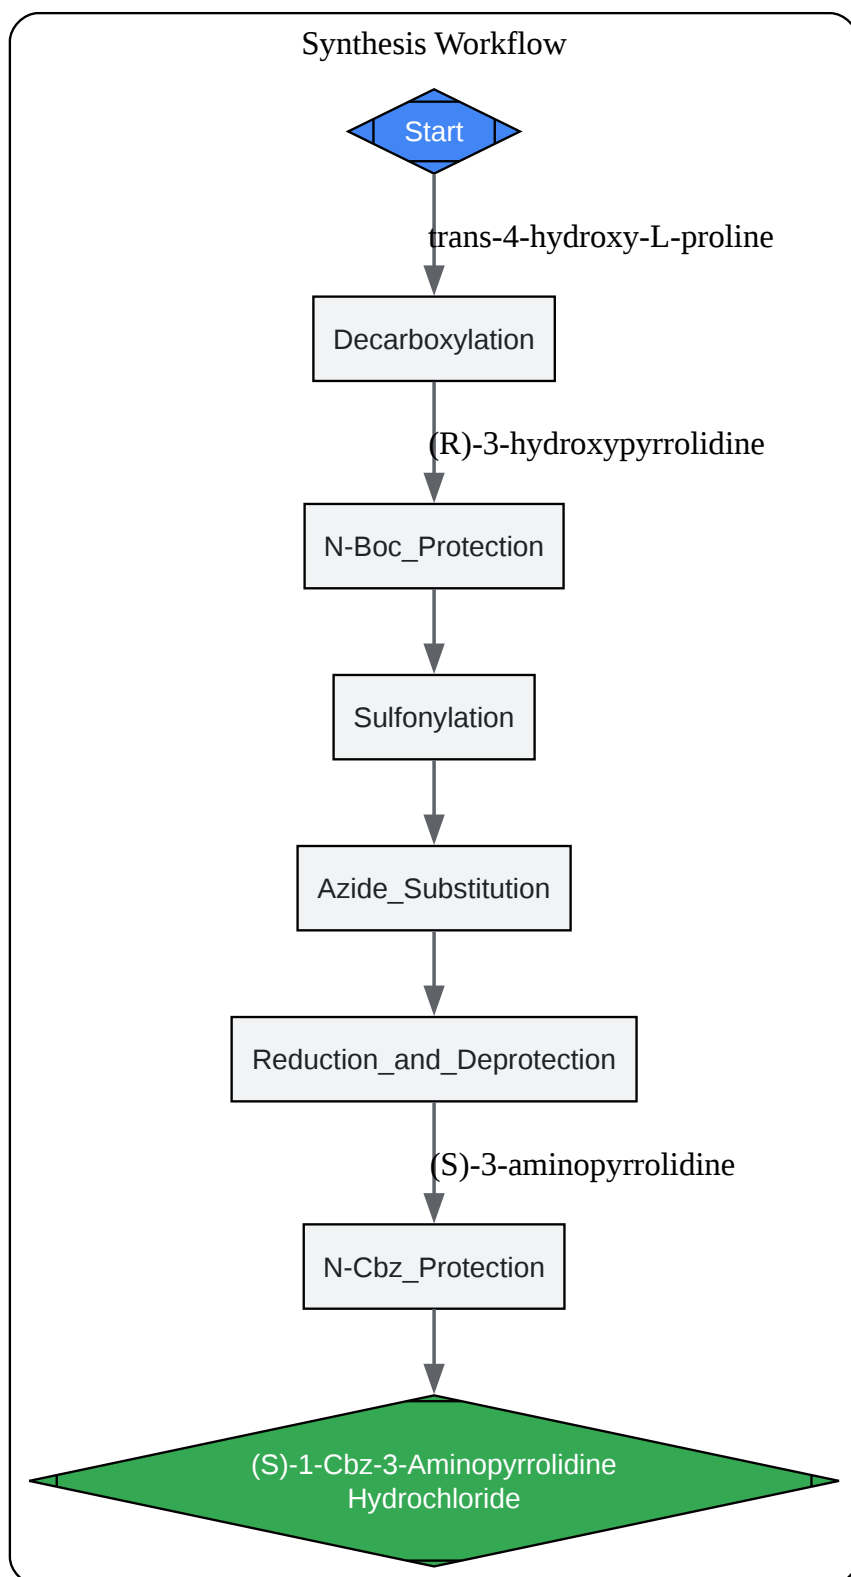 Synthesis Workflow
Start
trans-4-hydroxy-L-proline
Decarboxylation
(R)-3-hydroxypyrrolidine
N-Boc_Protection
Sulfonylation
Azide_Substitution
Reduction_and_Deprotection
(S)-3-aminopyrrolidine
N-Cbz_Protection
(S)-1-Cbz-3-Aminopyrrolidine
Hydrochloride